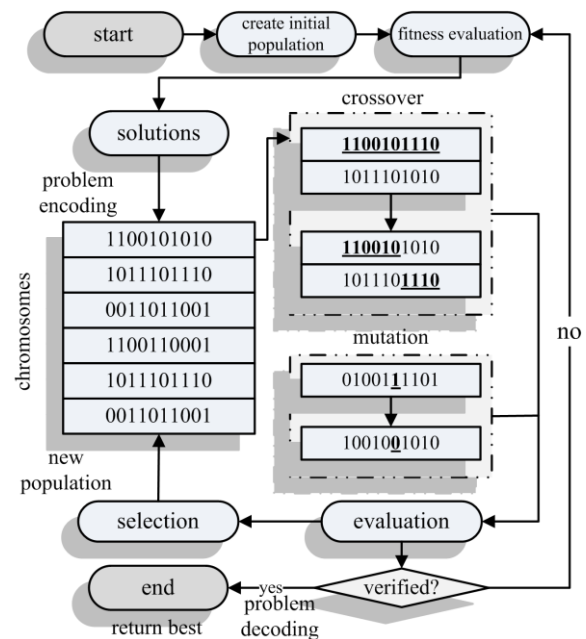 start
create initial
population
fitness evaluation
solutions
crossover
1100101110
1011101010
problem
encoding
chromosomes
1100101010
1011101110
0011011001
1100110001
1011101110
0011011001
1100101010
1011101110
no
mutation
0100111101
1001001010
new
population
selection
evaluation
end
yes
verified?
problem
decoding
return best